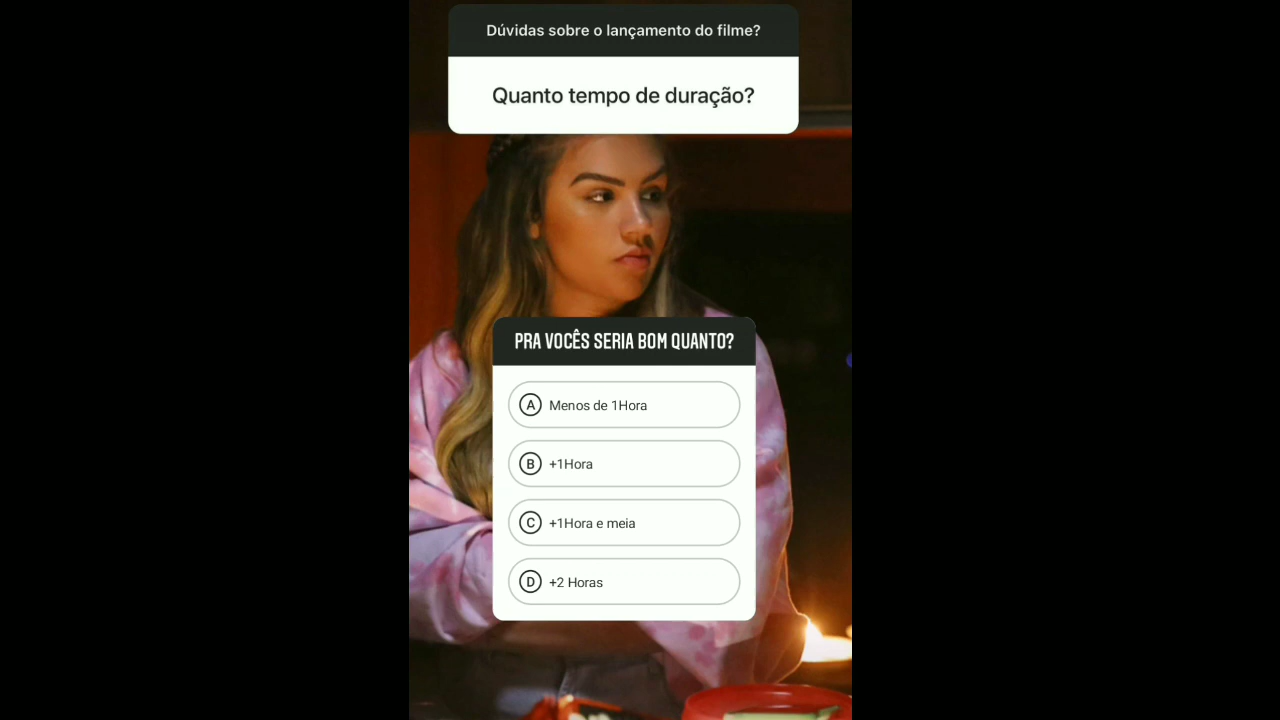 Dúvidas sobre o lançamento do filme?
Quanto tempo de duração?
PRA VOCÊS SERIA BOM QUANTO?
A Menos de 1Hora
B +1Hora
C +1Hora e meia
D +2 Horas